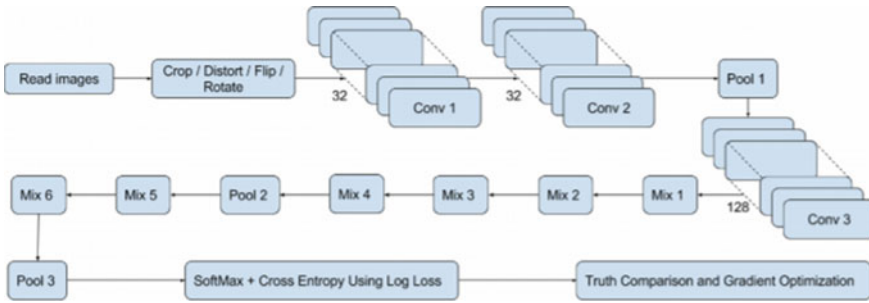 Read images
Crop / Distort / Flip /
Rotate
32
Conv 1
32
Conv 2
Pool 1
128
Conv 3
Mix 1
Mix 2
Mix 3
Mix 4
Pool 2
Mix 5
Mix 6
Pool 3
SoftMax + Cross Entropy Using Log Loss
Truth Comparison and Gradient Optimization